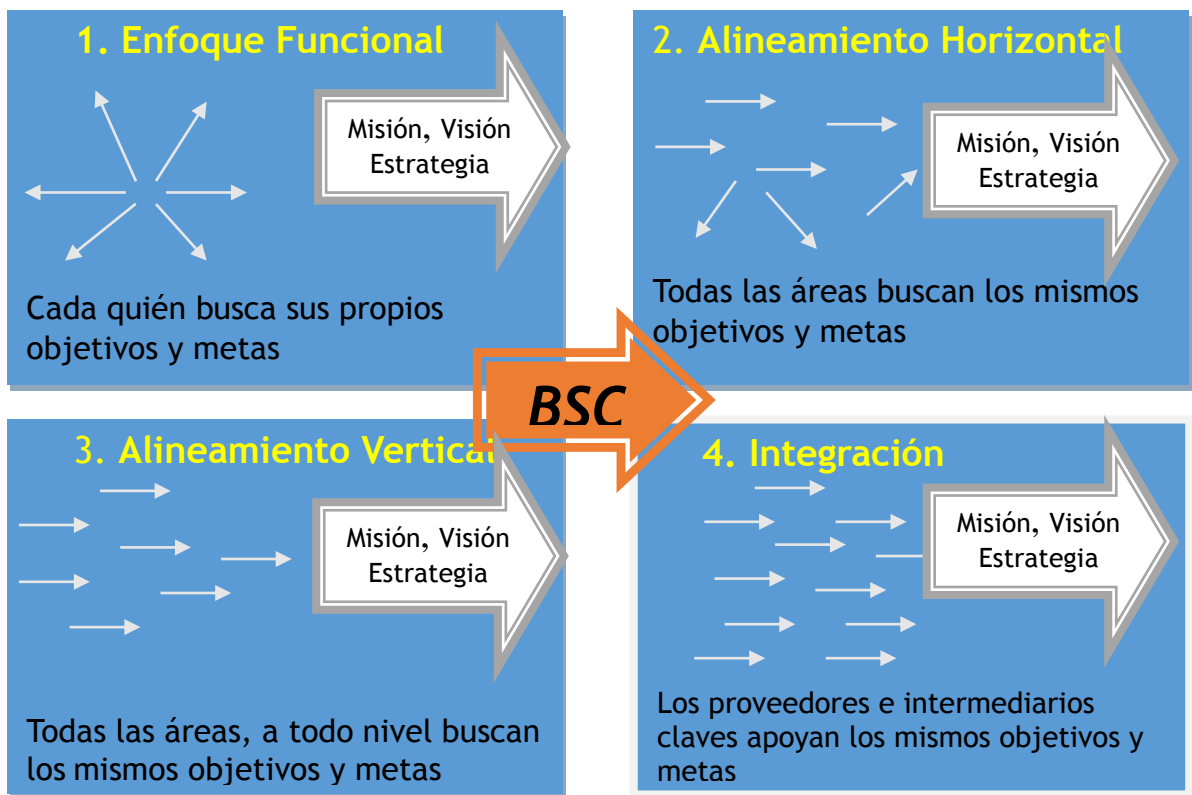 1. Enfoque Funcional
Misión, Visión
Estrategia
Cada quién busca sus propios
objetivos y metas
2. Alineamiento Horizontal
Misión, Visión
Estrategia
Todas las áreas buscan los mismos
objetivos y metas
BSC
3. Alineamiento Vertical
Misión, Visión
Estrategia
Todas las áreas, a todo nivel buscan
los mismos objetivos y metas
4. Integración
Misión, Visión
Estrategia
Los proveedores e intermediarios
claves apoyan los mismos objetivos y
metas